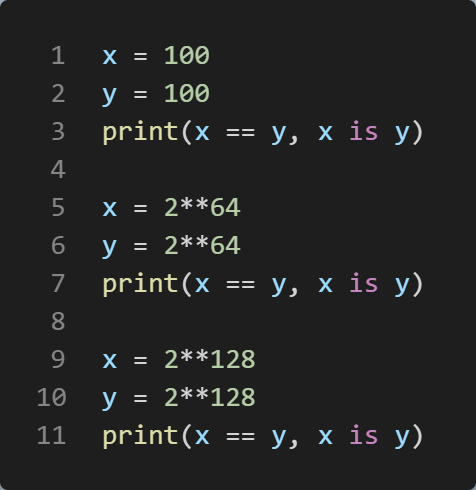 1 x = 100
2 y = 100
3 print(x == y, x is y)
4
5 x = 2**64
6 y = 2**64
7 print(x == y, x is y)
8
9 x = 2**128
10 y = 2**128
11 print(x == y, x is y)